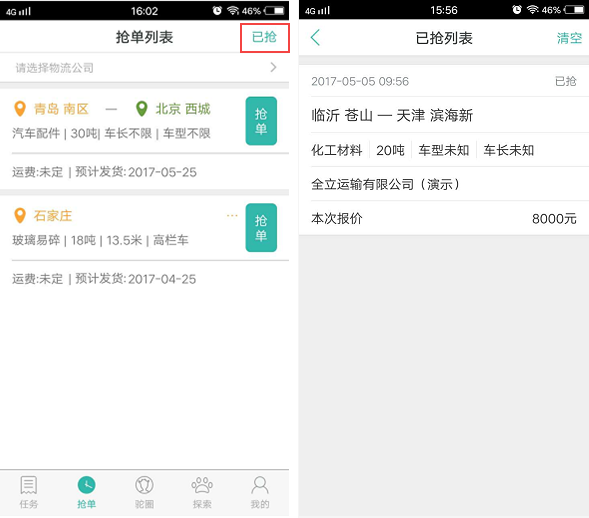 4G 16:02 46%
抢单列表 已抢
请选择物流公司
青岛 南区 — 北京 西城
汽车配件 | 30吨| 车长不限 | 车型不限
抢单
运费:未定 | 预计发货:2017-05-25
石家庄 ...
玻璃易碎 | 18吨 | 13.5米 | 高栏车
抢单
运费:未定 | 预计发货:2017-04-25
任务 抢单 驼圈 探索 我的
4G 15:56 46%
已抢列表 清空
2017-05-05 09:56 已抢
临沂 苍山 — 天津 滨海新
化工材料 | 20吨 | 车型未知 | 车长未知
全立运输有限公司（演示）
本次报价 8000元